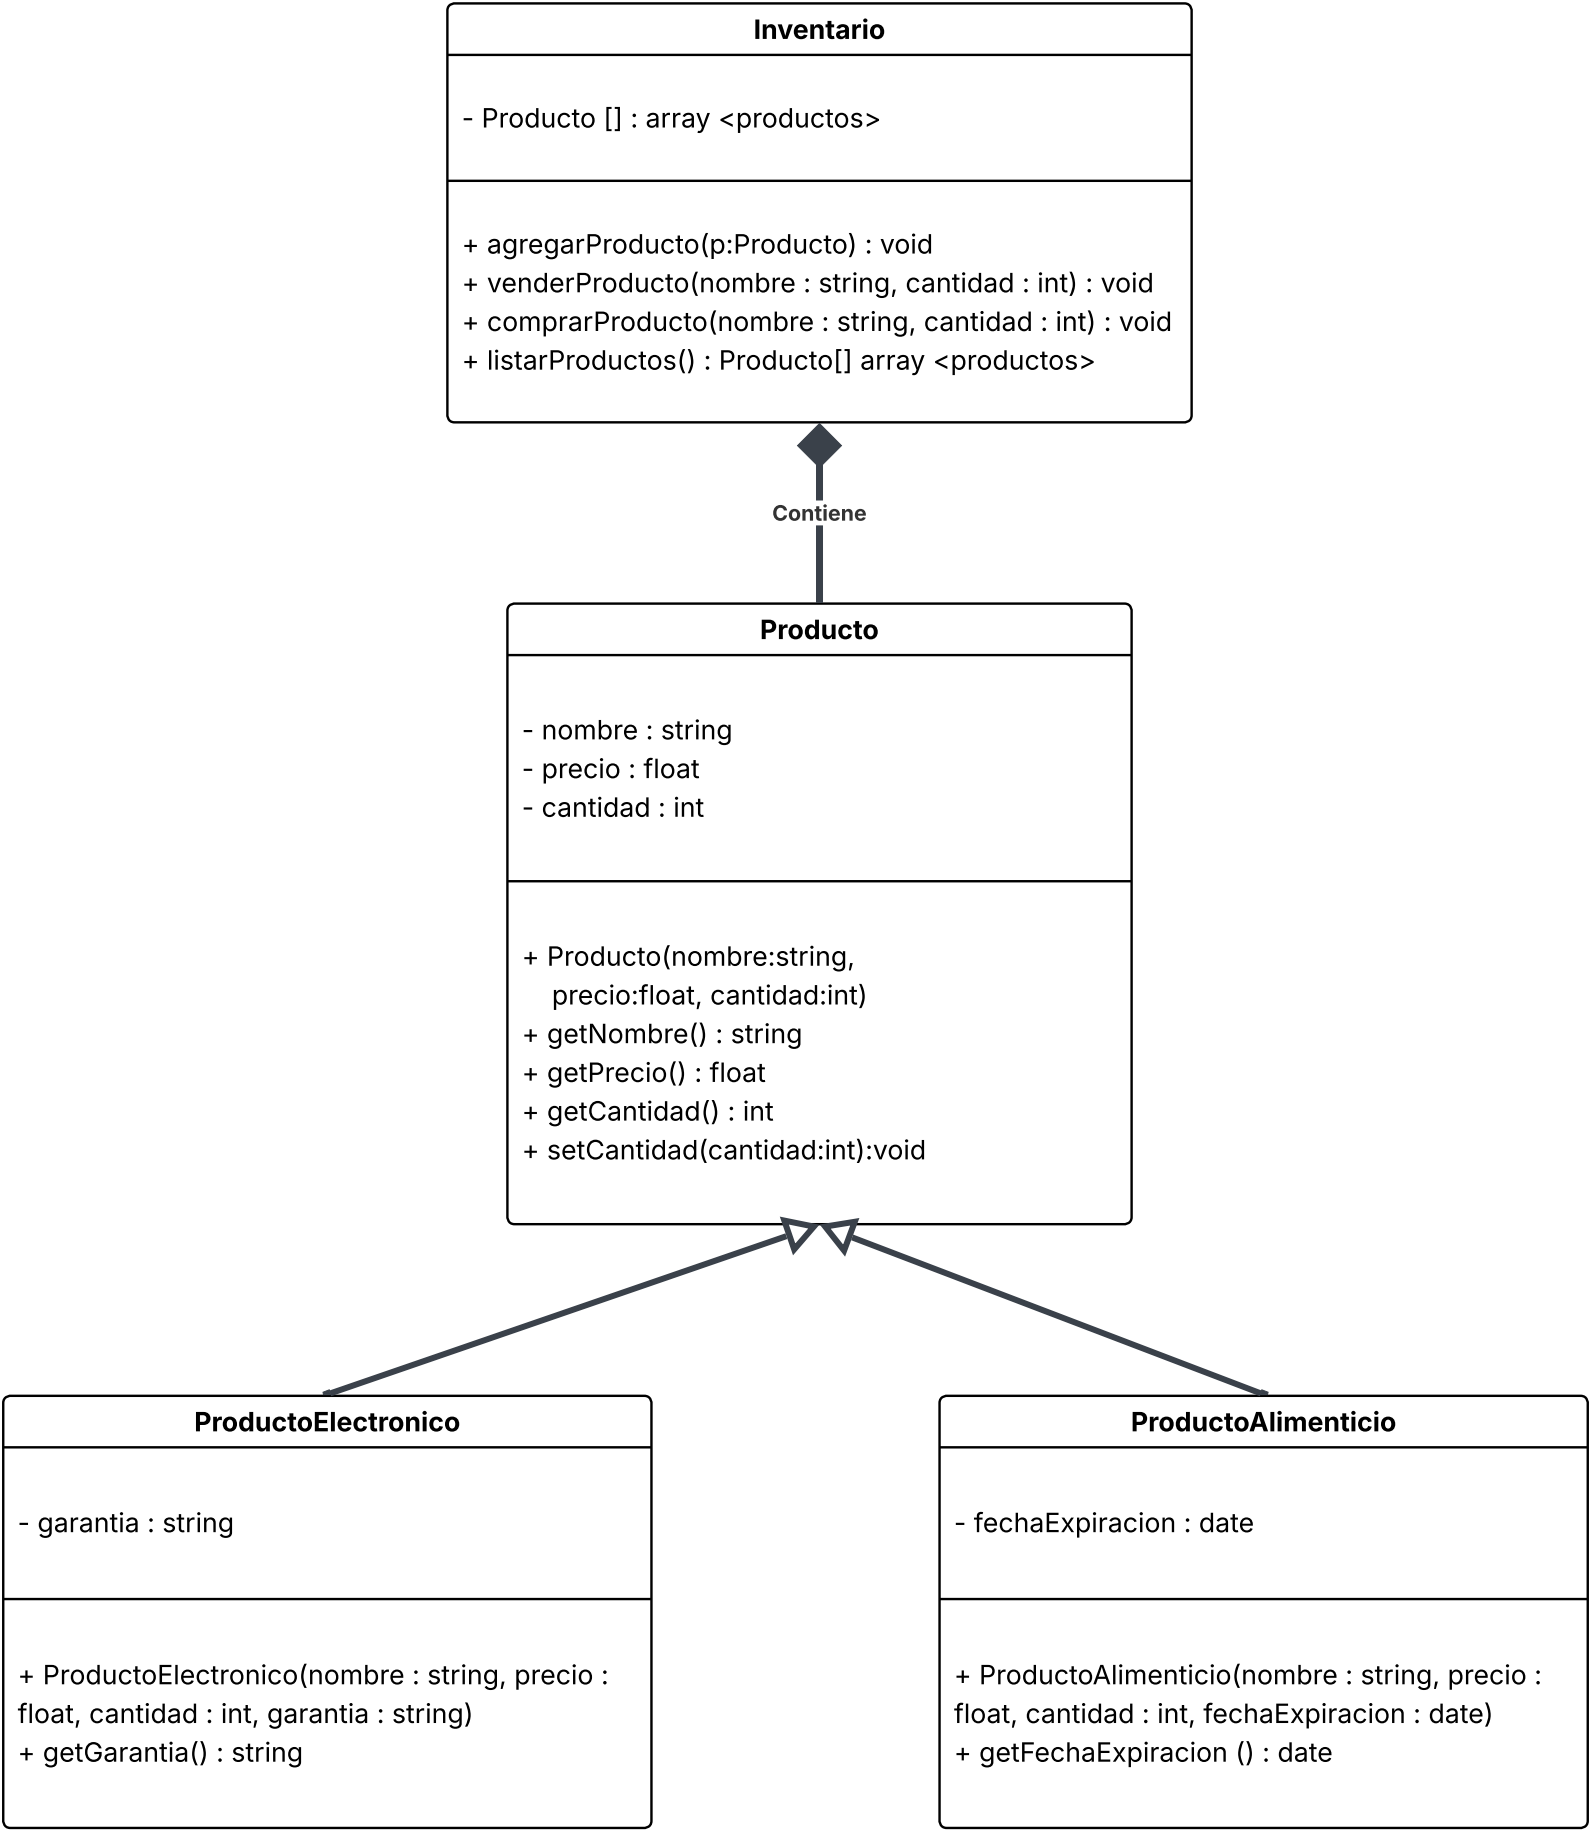 Inventario
- Producto [] : array <productos>
+ agregarProducto(p:Producto) : void
+ venderProducto(nombre : string, cantidad : int) : void
+ comprarProducto(nombre : string, cantidad : int) : void
+ listarProductos() : Producto[] array <productos>
Contiene
Producto
- nombre : string
- precio : float
- cantidad : int
+ Producto(nombre:string,
precio:float, cantidad:int)
+ getNombre() : string
+ getPrecio() : float
+ getCantidad() : int
+ setCantidad(cantidad:int):void
ProductoElectronico
- garantia : string
+ ProductoElectronico(nombre : string, precio :
float, cantidad : int, garantia : string)
+ getGarantia() : string
ProductoAlimenticio
- fechaExpiracion : date
+ ProductoAlimenticio(nombre : string, precio :
float, cantidad : int, fechaExpiracion : date)
+ getFechaExpiracion () : date